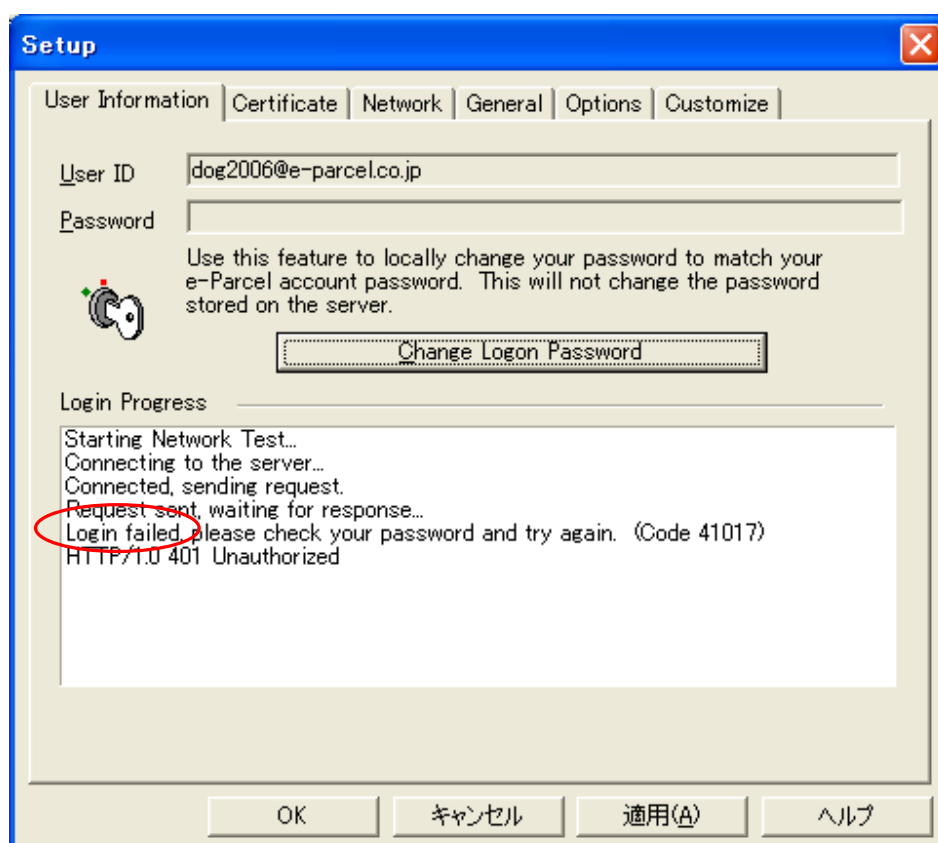 Setup
User Information Certificate Network General Options Customize
User ID dog2006@e-parcel.co.jp
Password
Use this feature to locally change your password to match your
e-Parcel account password. This will not change the password
stored on the server.
Change Logon Password
Login Progress
Starting Network Test...
Connecting to the server...
Connected, sending request.
Request sent, waiting for response...
Login failed, please check your password and try again. (Code 41017)
HTTP/1.0 401 Unauthorized
OK キャンセル 適用(A) ヘルプ